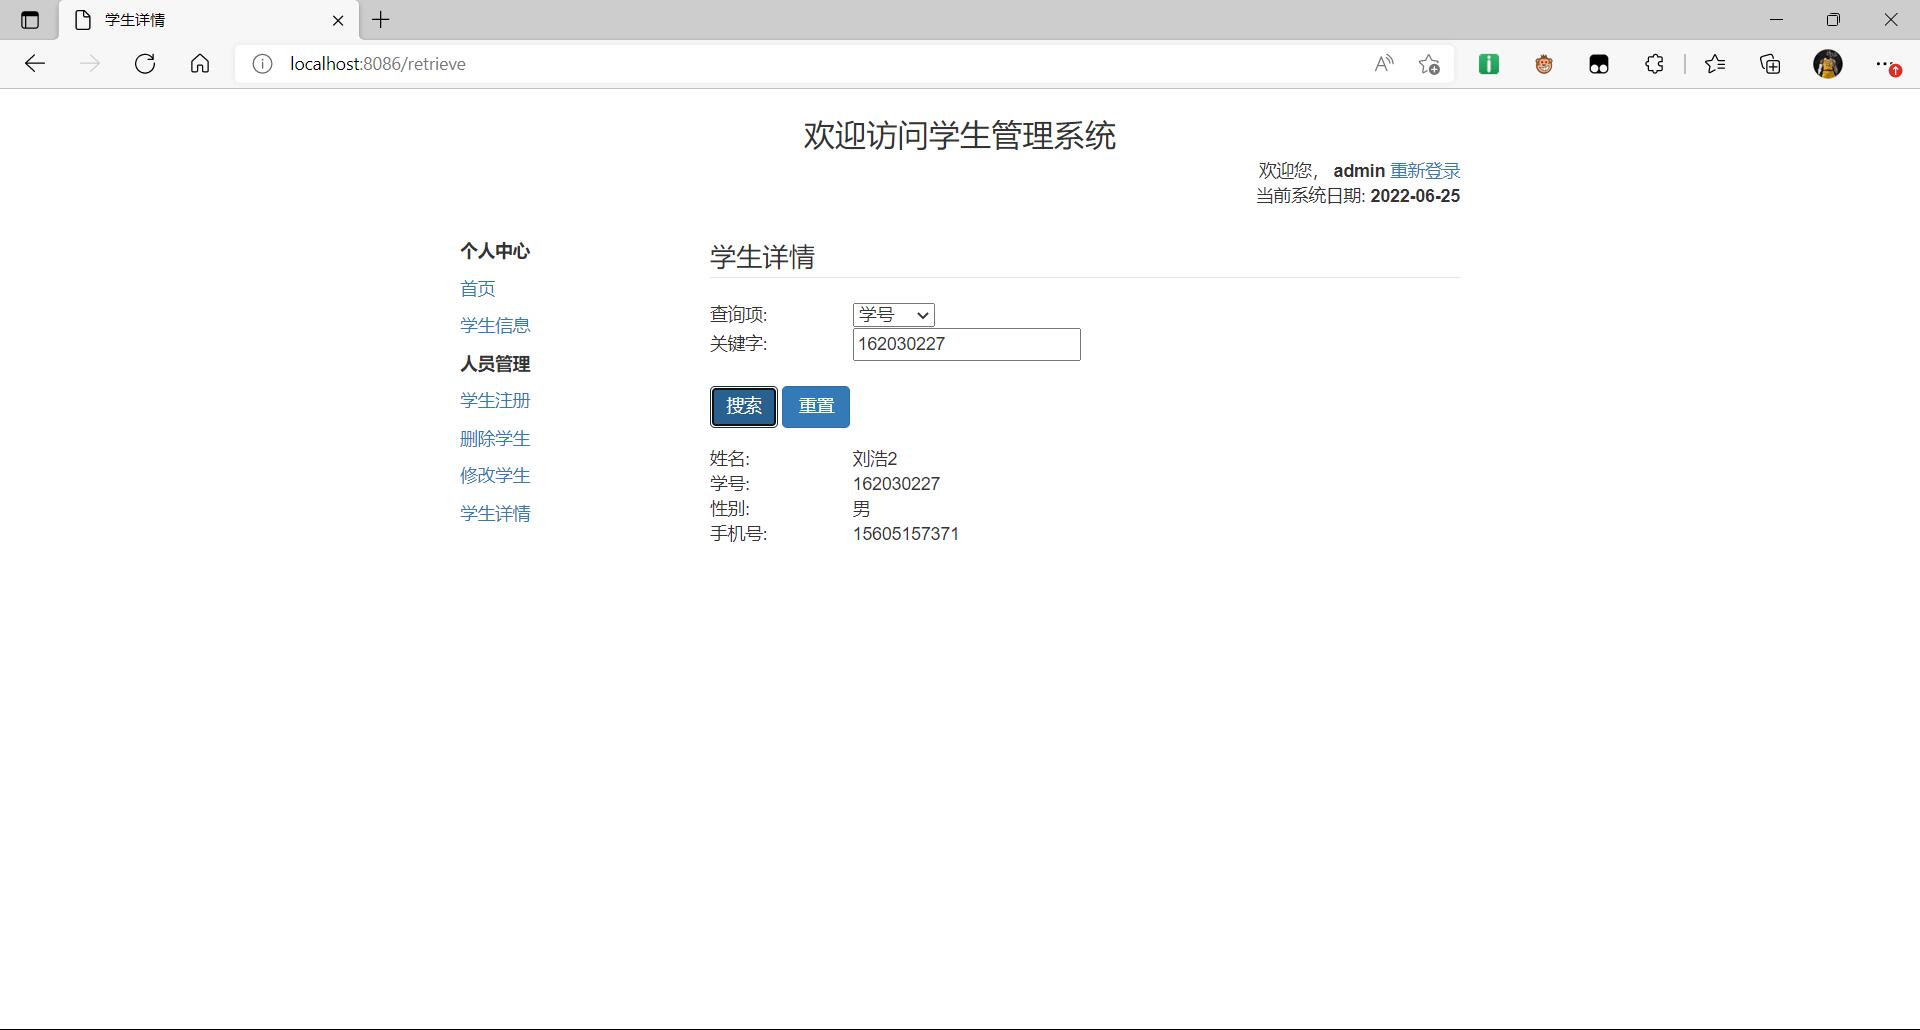 学生详情
localhost:8086/retrieve
欢迎访问学生管理系统
欢迎您， admin 重新登录
当前系统日期: 2022-06-25
个人中心
首页
学生信息
人员管理
学生注册
删除学生
修改学生
学生详情
学生详情
查询项: 学号
关键字: 162030227
搜索 重置
姓名: 刘浩2
学号: 162030227
性别: 男
手机号: 15605157371